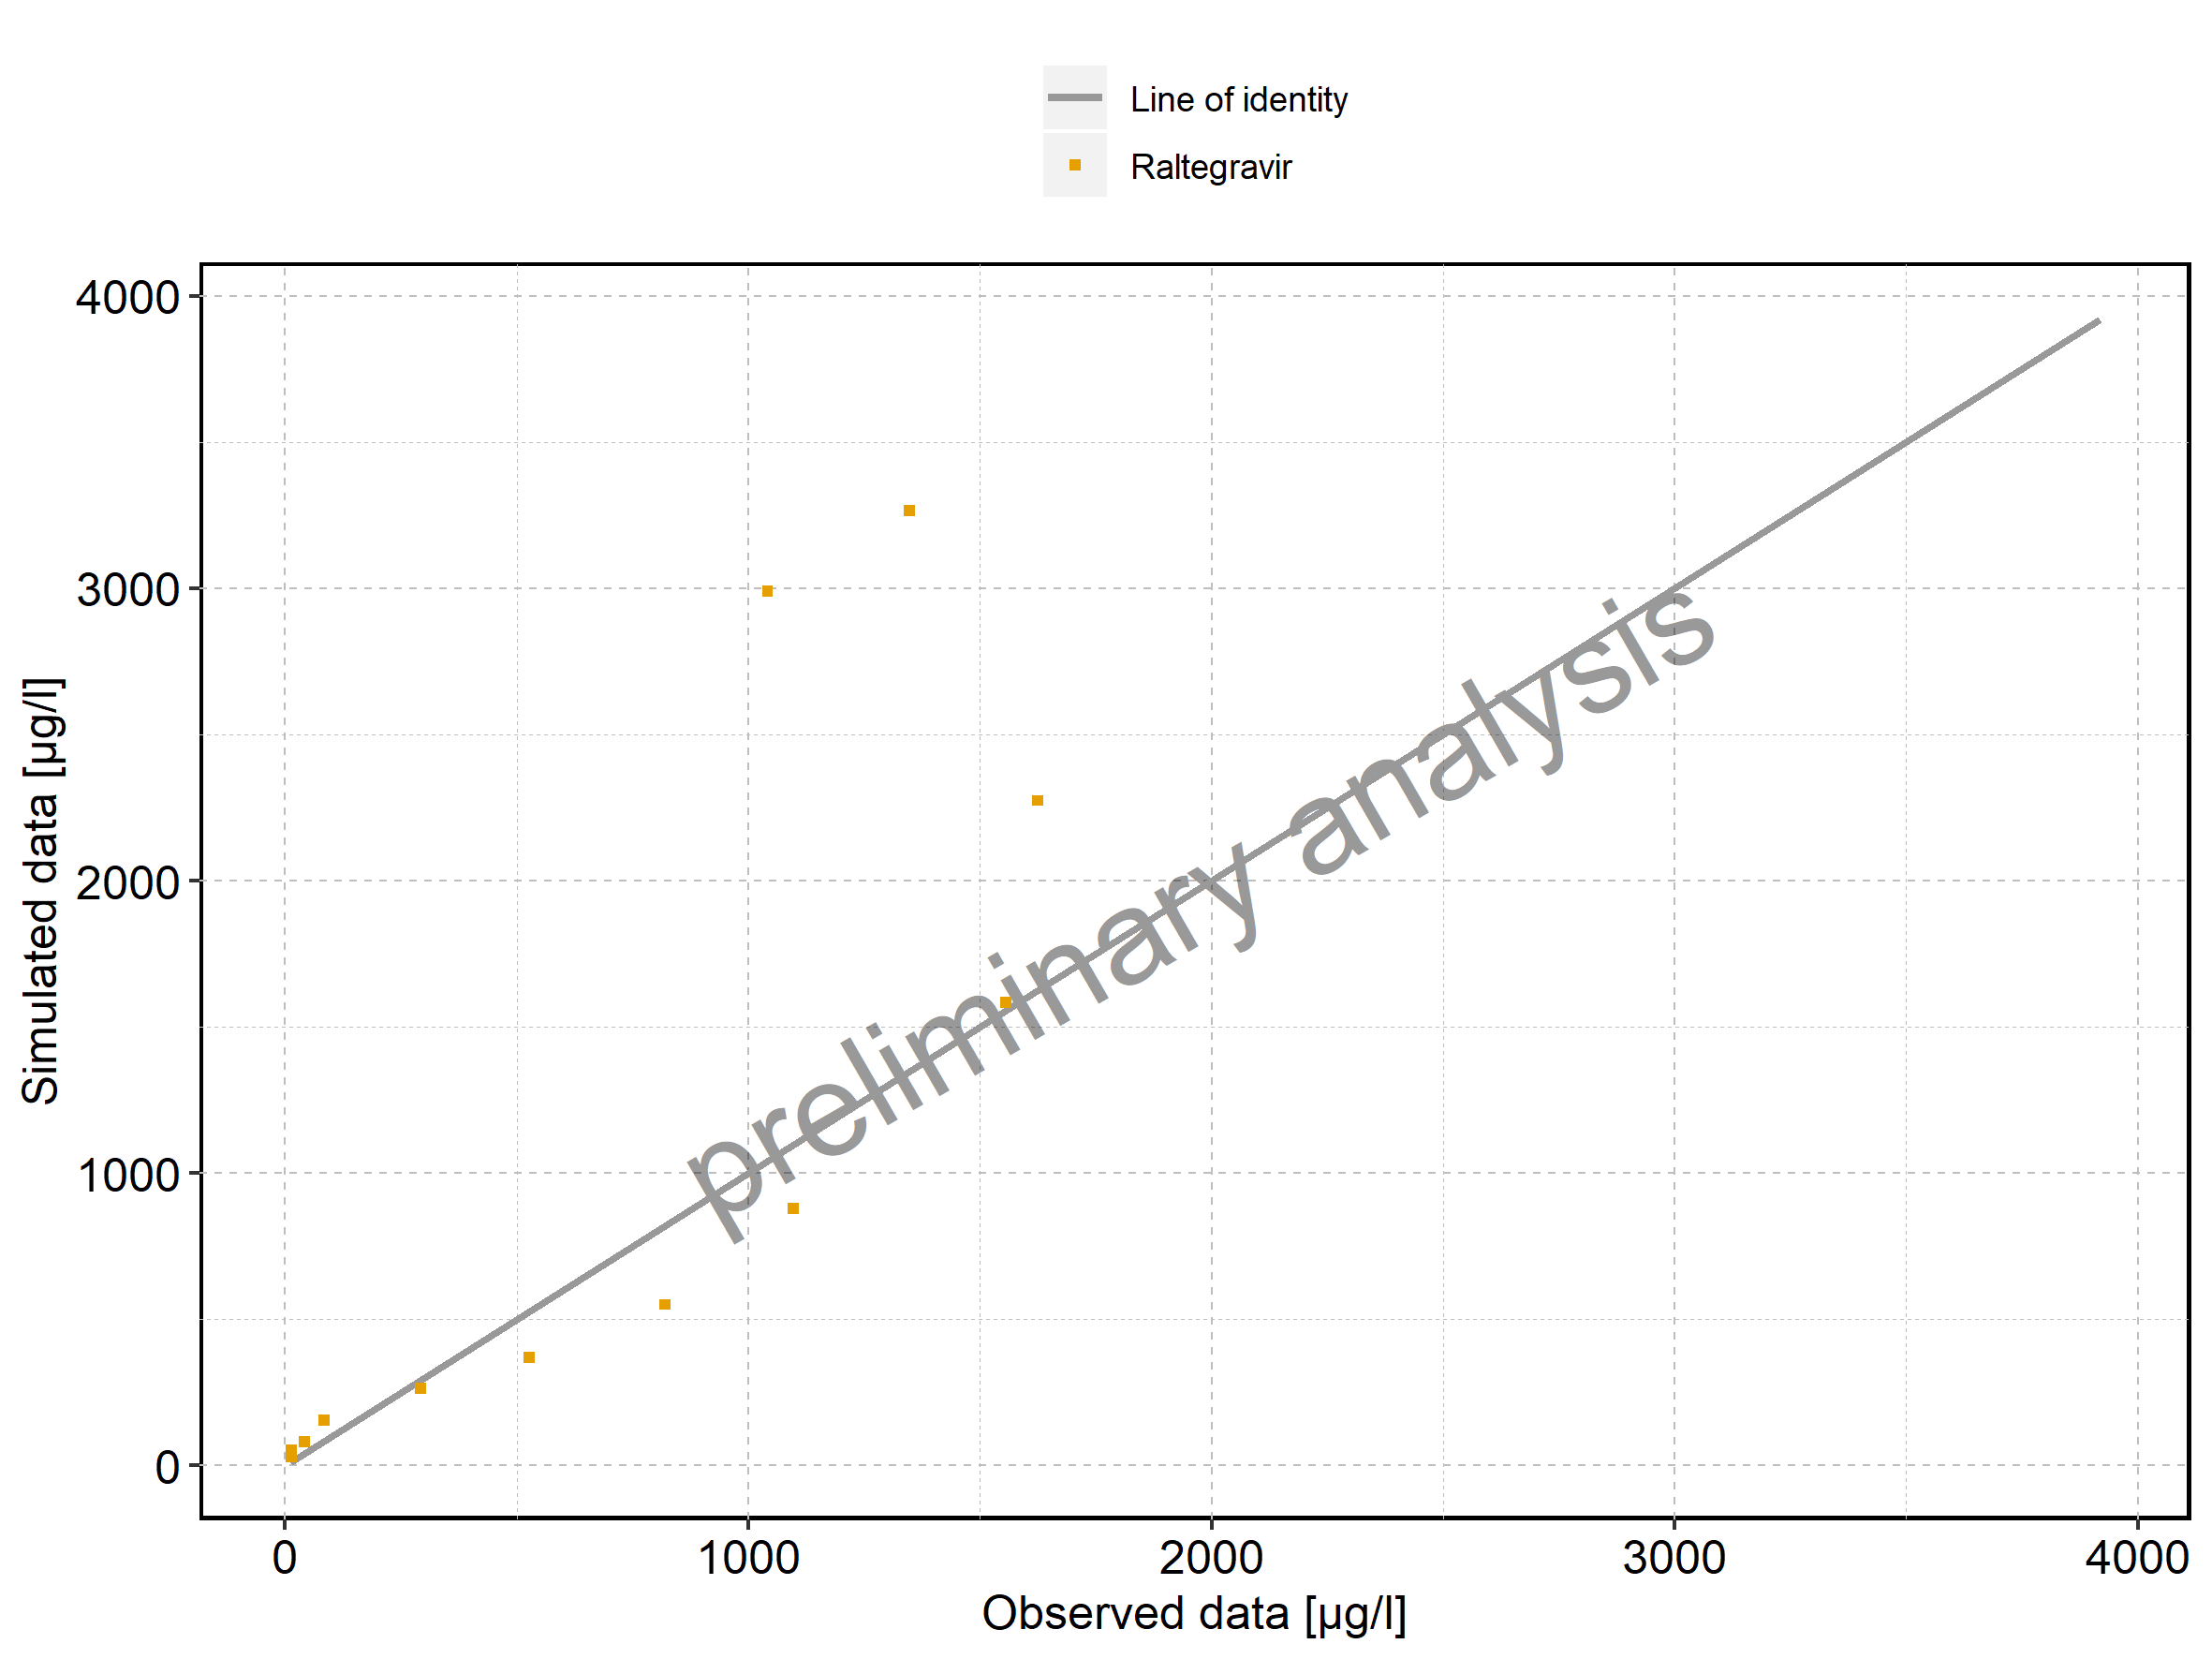 Line of identity
Raltegravir
4000
3000
2000
1000
0
Simulated data [µg/l]
preliminary analysis
0 1000 2000 3000 4000
Observed data [µg/l]